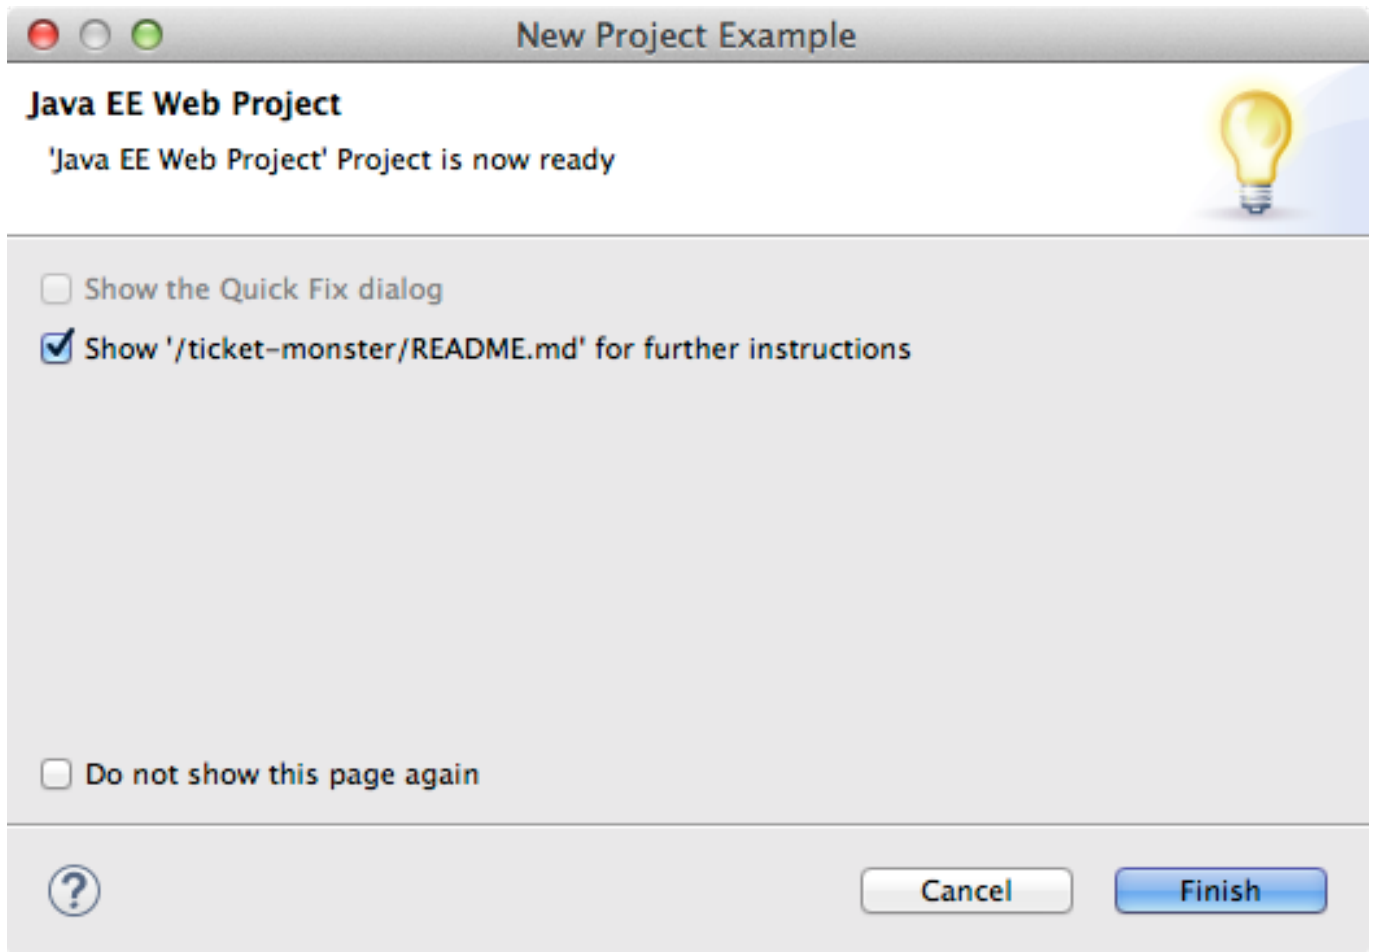 New Project Example
Java EE Web Project
'Java EE Web Project' Project is now ready
Show the Quick Fix dialog
Show '/ticket-monster/README.md' for further instructions
Do not show this page again
?
Cancel
Finish